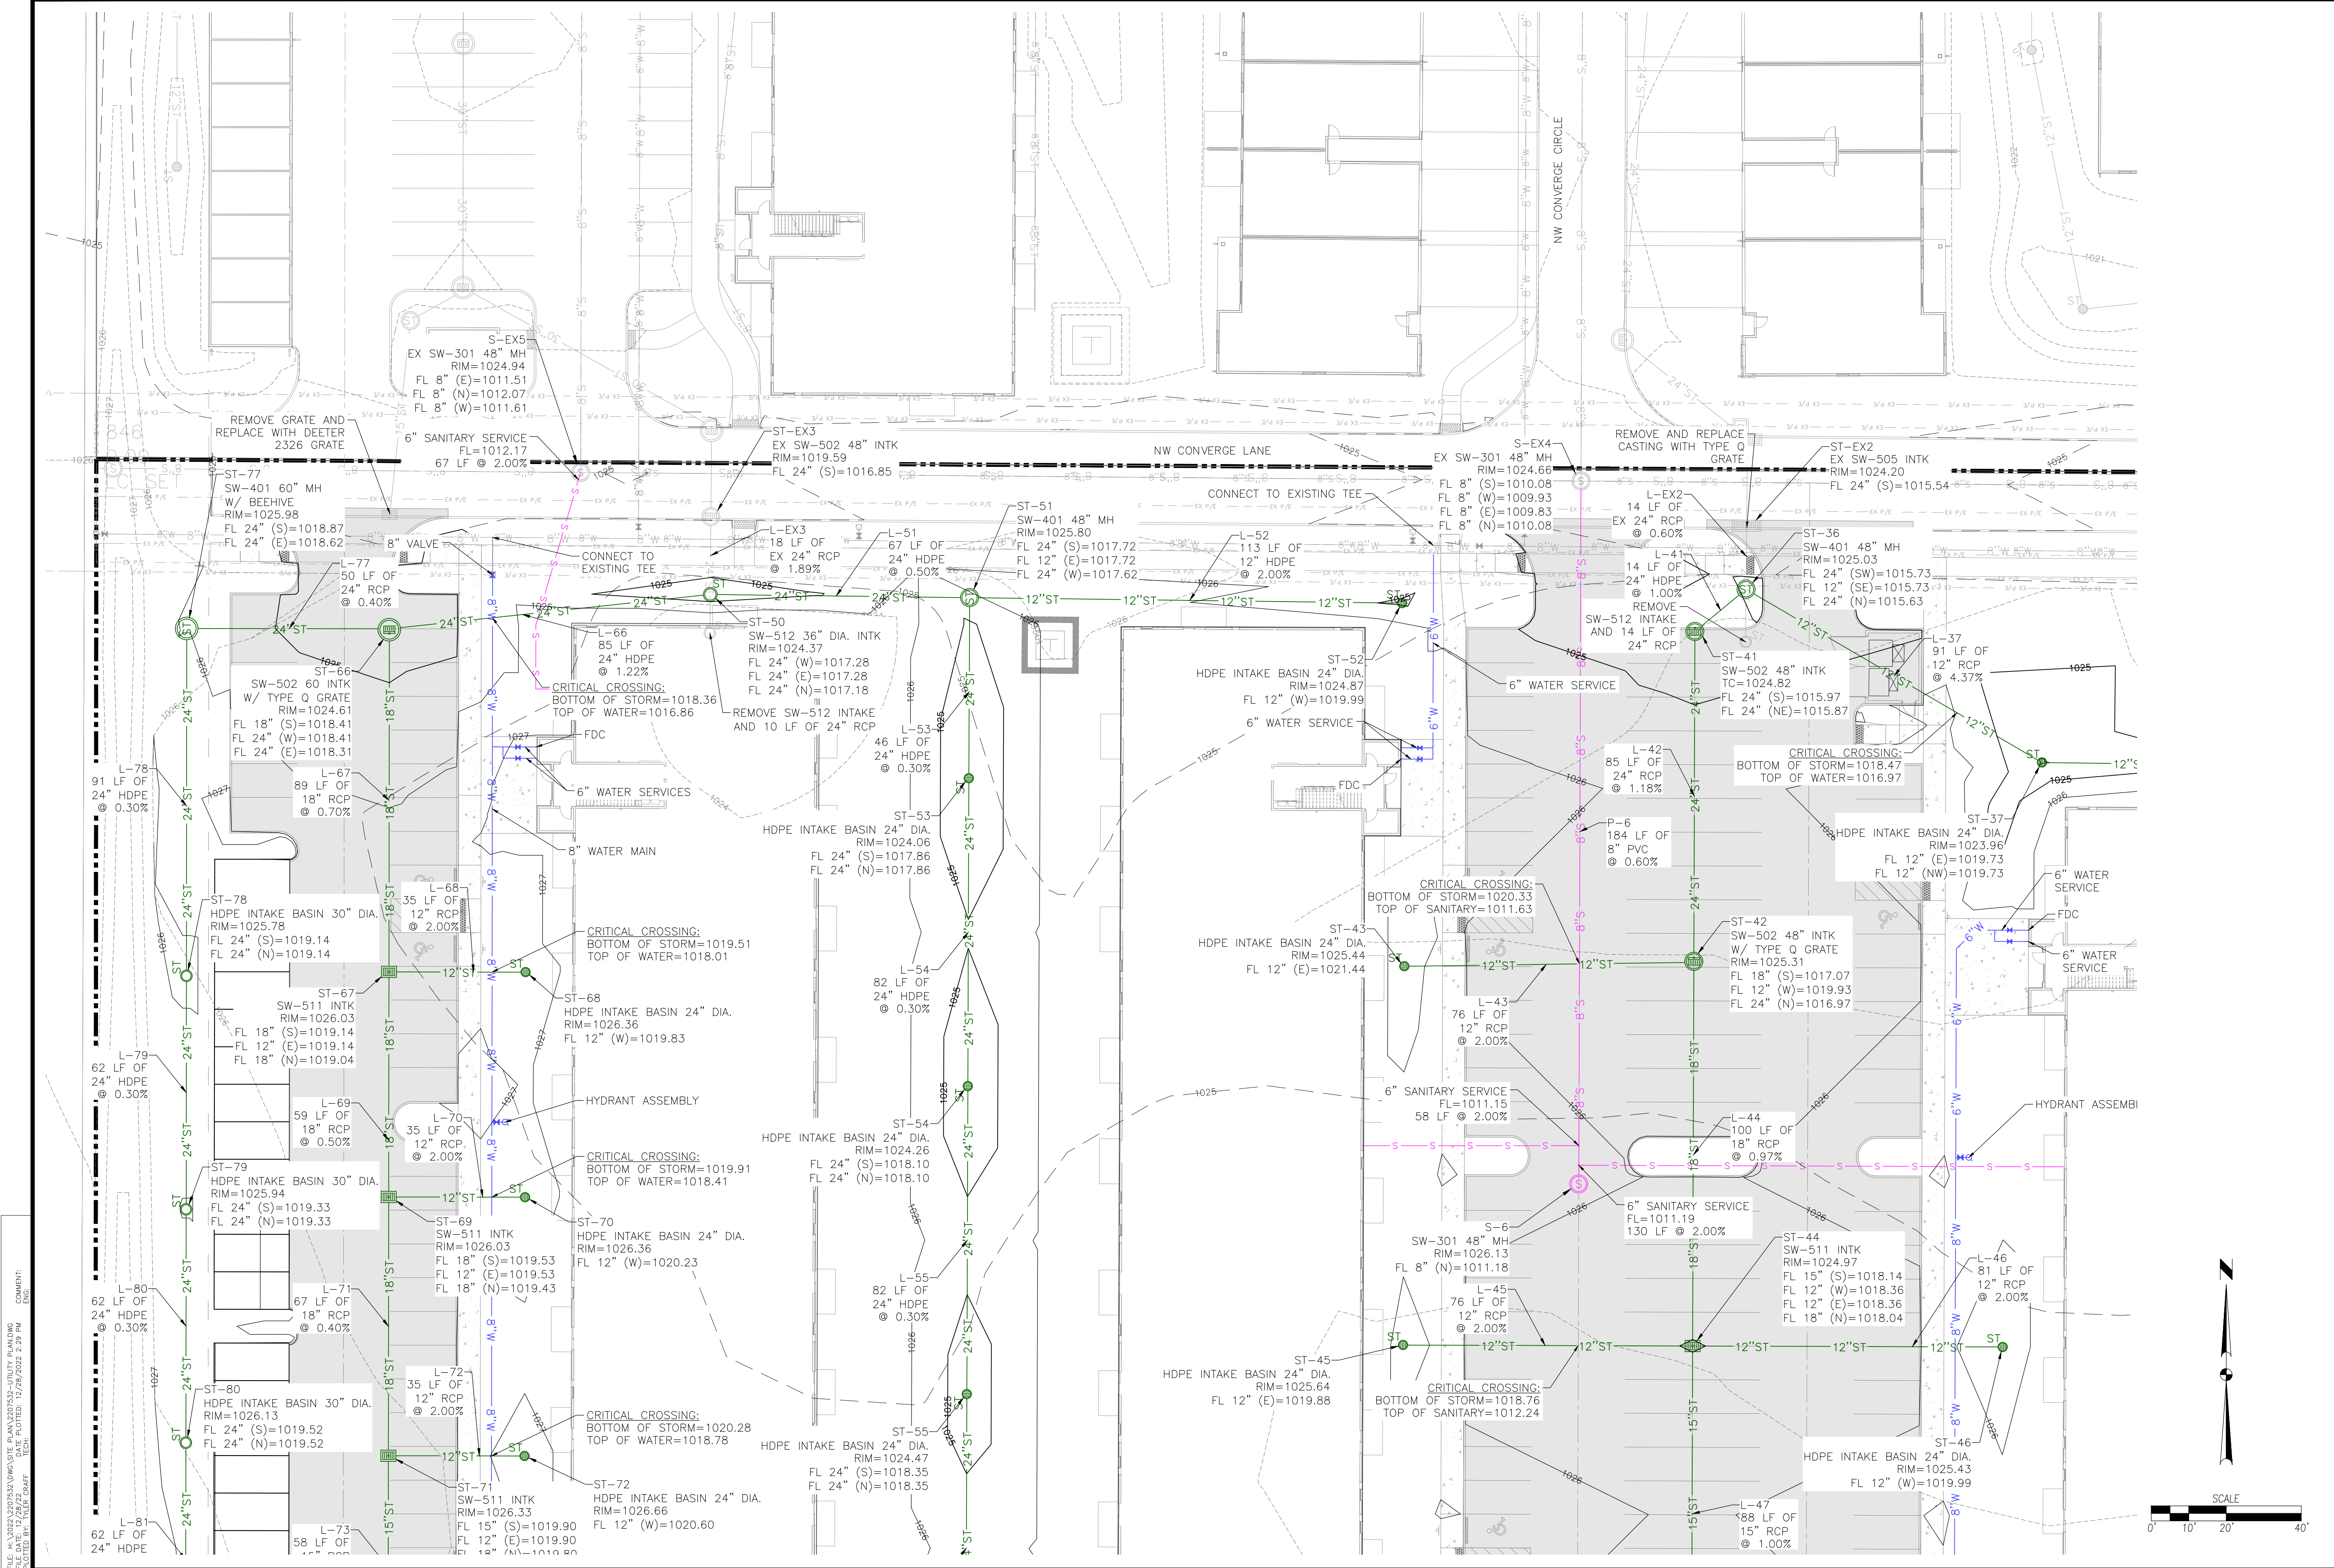 S-EX5
EX SW-301 48" MH
RIM=1024.94
FL 8" (E)=1011.51
FL 8" (N)=1012.07
FL 8" (W)=1011.61
REMOVE GRATE AND
REPLACE WITH DEETER
2326 GRATE
6" SANITARY SERVICE
FL=1012.17
67 LF @ 2.00%
ST-EX3
EX SW-502 48" INTK
RIM=1019.59
FL 24" (S)=1016.85
NW CONVERGE LANE
NW CONVERGE CIRCLE
S-EX4
EX SW-301 48" MH
RIM=1024.66
FL 8" (S)=1010.08
FL 8" (W)=1009.93
FL 8" (E)=1009.83
FL 8" (N)=1010.08
REMOVE AND REPLACE
CASTING WITH TYPE Q
GRATE
ST-EX2
EX SW-505 INTK
RIM=1024.20
FL 24" (S)=1015.54
ST-77
SW-401 60" MH
W/ BEEHIVE
RIM=1025.98
FL 24" (S)=1018.87
FL 24" (E)=1018.62
8" VALVE
CONNECT TO
EXISTING TEE
L-EX3
18 LF OF
EX 24" RCP
@ 1.89%
L-51
67 LF OF
24" HDPE
@ 0.50%
ST-51
SW-401 48" MH
RIM=1025.80
FL 24" (S)=1017.72
FL 12" (E)=1017.72
FL 24" (W)=1017.62
CONNECT TO EXISTING TEE
L-52
113 LF OF
12" HDPE
@ 2.00%
L-EX2
14 LF OF
EX 24" RCP
@ 0.60%
L-41
14 LF OF
24" HDPE
@ 1.00%
REMOVE
SW-512 INTAKE
AND 14 LF OF
24" RCP
ST-36
SW-401 48" MH
RIM=1025.03
FL 24" (SW)=1015.73
FL 12" (SE)=1015.73
FL 24" (N)=1015.63
L-77
50 LF OF
24" RCP
@ 0.40%
L-66
85 LF OF
24" HDPE
@ 1.22%
ST-50
SW-512 36" DIA. INTK
RIM=1024.37
FL 24" (W)=1017.28
FL 24" (E)=1017.28
FL 24" (N)=1017.18
ST-66
SW-502 60 INTK
W/ TYPE Q GRATE
RIM=1024.61
FL 18" (S)=1018.41
FL 24" (W)=1018.41
FL 24" (E)=1018.31
CRITICAL CROSSING:
BOTTOM OF STORM=1018.36
TOP OF WATER=1016.86
REMOVE SW-512 INTAKE
AND 10 LF OF 24" RCP
FDC
6" WATER SERVICES
ST-52
HDPE INTAKE BASIN 24" DIA.
RIM=1024.87
FL 12" (W)=1019.99
6" WATER SERVICE
6" WATER SERVICE
FDC
ST-41
SW-502 48" INTK
TC=1024.82
FL 24" (S)=1015.97
FL 24" (NE)=1015.87
L-37
91 LF OF
12" RCP
@ 4.37%
L-42
85 LF OF
24" RCP
@ 1.18%
CRITICAL CROSSING:
BOTTOM OF STORM=1018.47
TOP OF WATER=1016.97
L-78
91 LF OF
24" HDPE
@ 0.30%
L-67
89 LF OF
18" RCP
@ 0.70%
L-53
46 LF OF
24" HDPE
@ 0.30%
ST-53
HDPE INTAKE BASIN 24" DIA.
RIM=1024.06
FL 24" (S)=1017.86
FL 24" (N)=1017.86
8" WATER MAIN
P-6
184 LF OF
8" PVC
@ 0.60%
ST-37
HDPE INTAKE BASIN 24" DIA.
RIM=1023.96
FL 12" (E)=1019.73
FL 12" (NW)=1019.73
6" WATER
SERVICE
FDC
6" WATER
SERVICE
L-68
35 LF OF
12" RCP
@ 2.00%
CRITICAL CROSSING:
BOTTOM OF STORM=1020.33
TOP OF SANITARY=1011.63
ST-78
HDPE INTAKE BASIN 30" DIA.
RIM=1025.78
FL 24" (S)=1019.14
FL 24" (N)=1019.14
CRITICAL CROSSING:
BOTTOM OF STORM=1019.51
TOP OF WATER=1018.01
ST-43
HDPE INTAKE BASIN 24" DIA.
RIM=1025.44
FL 12" (E)=1021.44
ST-42
SW-502 48" INTK
W/ TYPE Q GRATE
RIM=1025.31
FL 18" (S)=1017.07
FL 12" (W)=1019.93
FL 24" (N)=1016.97
L-54
82 LF OF
24" HDPE
@ 0.30%
ST-67
SW-511 INTK
RIM=1026.03
FL 18" (S)=1019.14
FL 12" (E)=1019.14
FL 18" (N)=1019.04
ST-68
HDPE INTAKE BASIN 24" DIA.
RIM=1026.36
FL 12" (W)=1019.83
L-43
76 LF OF
12" RCP
@ 2.00%
L-79
62 LF OF
24" HDPE
@ 0.30%
L-69
59 LF OF
18" RCP
@ 0.50%
L-70
35 LF OF
12" RCP
@ 2.00%
HYDRANT ASSEMBLY
6" SANITARY SERVICE
FL=1011.15
58 LF @ 2.00%
L-44
100 LF OF
18" RCP
@ 0.97%
HYDRANT ASSEMBL
ST-54
HDPE INTAKE BASIN 24" DIA.
RIM=1024.26
FL 24" (S)=1018.10
FL 24" (N)=1018.10
CRITICAL CROSSING:
BOTTOM OF STORM=1019.91
TOP OF WATER=1018.41
ST-79
HDPE INTAKE BASIN 30" DIA.
RIM=1025.94
FL 24" (S)=1019.33
FL 24" (N)=1019.33
ST-69
SW-511 INTK
RIM=1026.03
FL 18" (S)=1019.53
FL 12" (E)=1019.53
FL 18" (N)=1019.43
ST-70
HDPE INTAKE BASIN 24" DIA.
RIM=1026.36
FL 12" (W)=1020.23
S-6
SW-301 48" MH
RIM=1026.13
FL 8" (N)=1011.18
6" SANITARY SERVICE
FL=1011.19
130 LF @ 2.00%
ST-44
SW-511 INTK
RIM=1024.97
FL 15" (S)=1018.14
FL 12" (W)=1018.36
FL 12" (E)=1018.36
FL 18" (N)=1018.04
L-46
81 LF OF
12" RCP
@ 2.00%
L-80
62 LF OF
24" HDPE
@ 0.30%
L-71
67 LF OF
18" RCP
@ 0.40%
L-55
82 LF OF
24" HDPE
@ 0.30%
L-45
76 LF OF
12" RCP
@ 2.00%
ST-45
HDPE INTAKE BASIN 24" DIA.
RIM=1025.64
FL 12" (E)=1019.88
CRITICAL CROSSING:
BOTTOM OF STORM=1018.76
TOP OF SANITARY=1012.24
L-72
35 LF OF
12" RCP
@ 2.00%
ST-80
HDPE INTAKE BASIN 30" DIA.
RIM=1026.13
FL 24" (S)=1019.52
FL 24" (N)=1019.52
CRITICAL CROSSING:
BOTTOM OF STORM=1020.28
TOP OF WATER=1018.78
ST-55
HDPE INTAKE BASIN 24" DIA.
RIM=1024.47
FL 24" (S)=1018.35
FL 24" (N)=1018.35
ST-46
HDPE INTAKE BASIN 24" DIA.
RIM=1025.43
FL 12" (W)=1019.99
ST-71
SW-511 INTK
RIM=1026.33
FL 15" (S)=1019.90
FL 12" (E)=1019.90
FL 18" (N)=1019.80
ST-72
HDPE INTAKE BASIN 24" DIA.
RIM=1026.66
FL 12" (W)=1020.60
L-47
88 LF OF
15" RCP
@ 1.00%
L-81
62 LF OF
24" HDPE
L-73
58 LF OF
15" RCP
N
SCALE
0' 10' 20' 40'
FILE: H:\2022\2207532\DWG\SITE PLAN\2207532-UTILITY PLAN.DWG
FILE DATE: 12/28/22 DATE PLOTTED: 12/28/2022 2:29 PM COMMENT:
PLOTTED BY: TYLER CRAFF TECH: ENG: